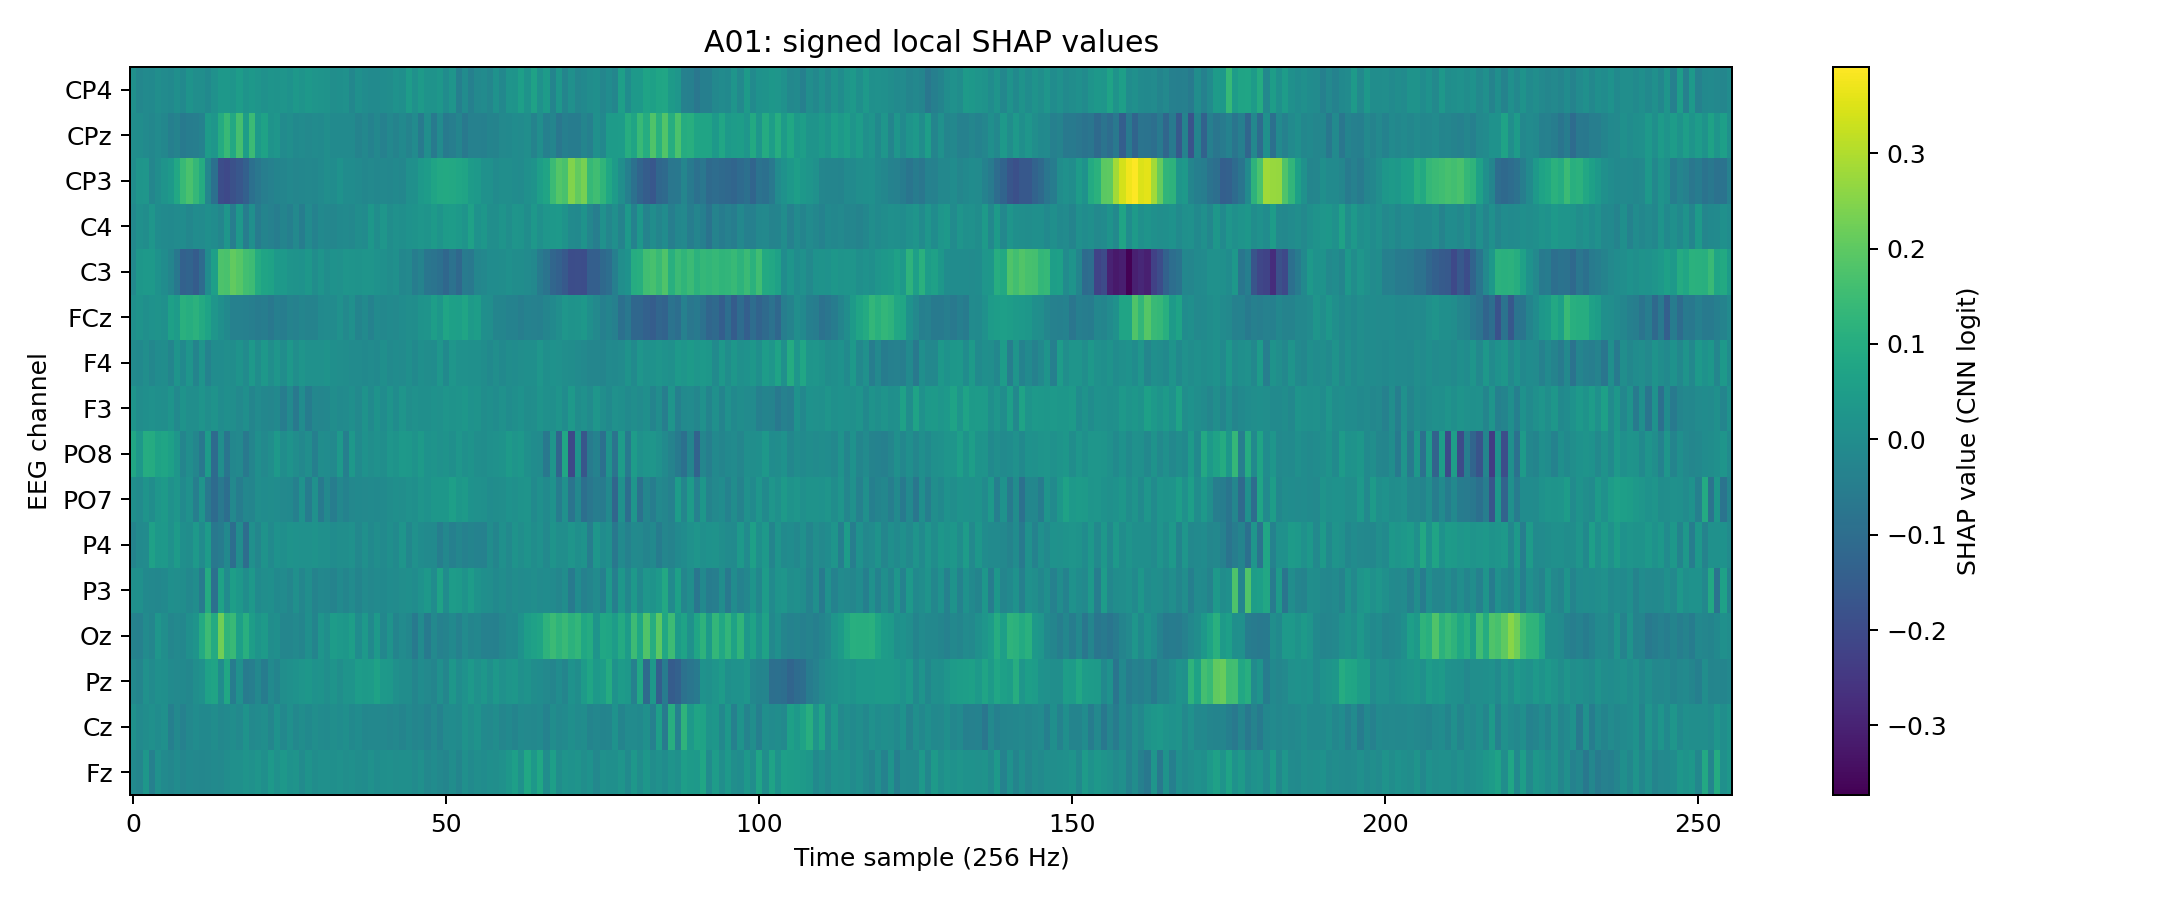 A01: signed local SHAP values
CP4
CPz
CP3
C4
C3
FCz
F4
F3
PO8
PO7
P4
P3
Oz
Pz
Cz
Fz
EEG channel
0 50 100 150 200 250
Time sample (256 Hz)
0.3
0.2
0.1
0.0
−0.1
−0.2
−0.3
SHAP value (CNN logit)